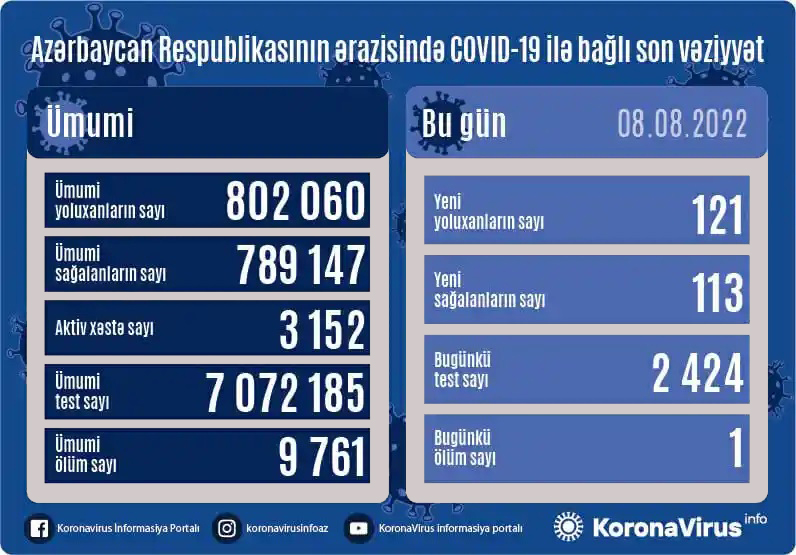 Azərbaycan Respublikasının ərazisində COVID-19 ilə bağlı son vəziyyət
Ümumi
Ümumi
yoluxanların sayı
802 060
Ümumi
sağalanların sayı
789 147
Aktiv xəstə sayı
3 152
Ümumi
test sayı
7 072 185
Ümumi
ölüm sayı
9 761
Bu gün
08.08.2022
Yeni
yoluxanların sayı
121
Yeni
sağalanların sayı
113
Bugünkü
test sayı
2 424
Bugünkü
ölüm sayı
1
Koronavirus İnformasiya Portalı
koronavirusinfoaz
KoronaVirus informasiya portalı
KoronaVirus info